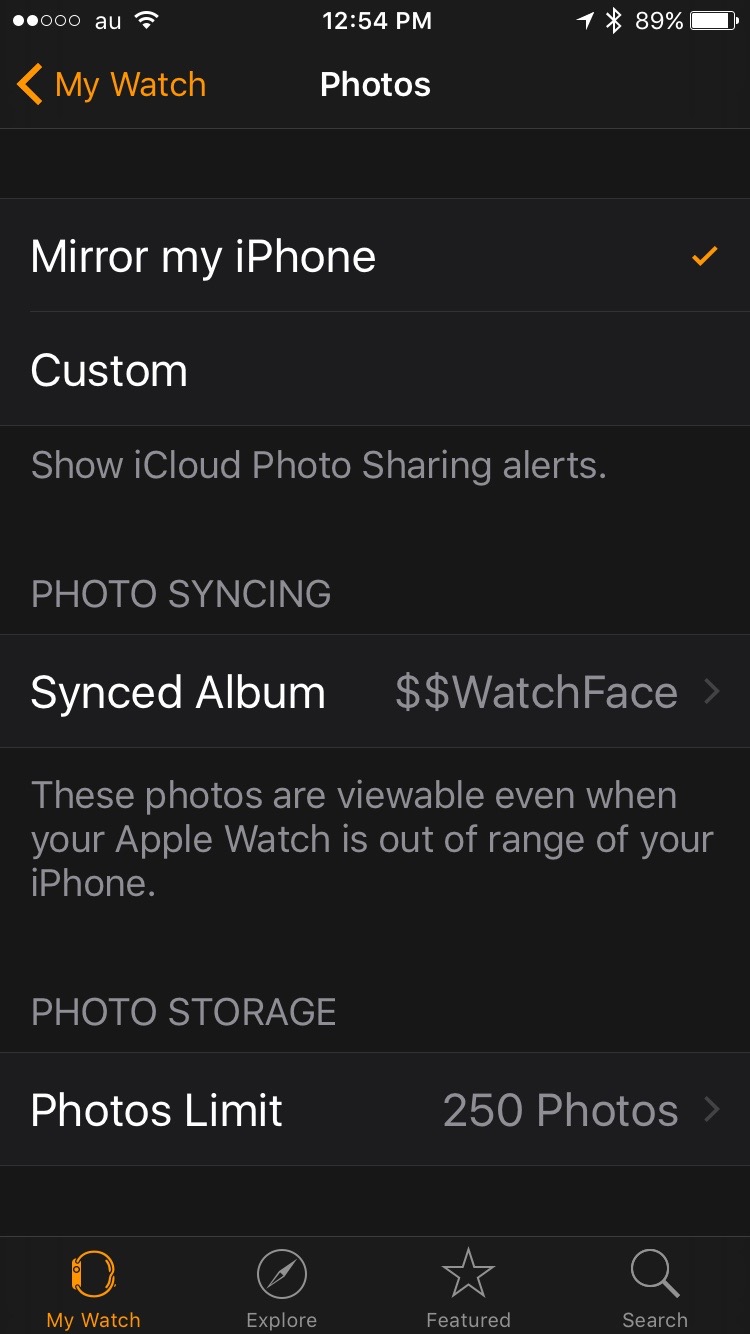 au 12:54 PM 89%
My Watch Photos
Mirror my iPhone
Custom
Show iCloud Photo Sharing alerts.
PHOTO SYNCING
Synced Album $$WatchFace
These photos are viewable even when
your Apple Watch is out of range of your
iPhone.
PHOTO STORAGE
Photos Limit 250 Photos
My Watch Explore Featured Search